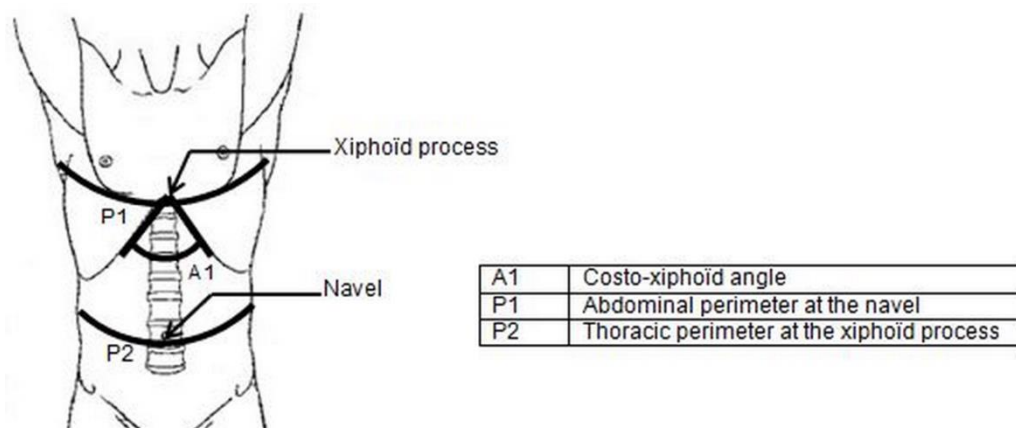 Xiphoïd process
P1
A1
Navel
P2
A1 Costo-xiphoïd angle
P1 Abdominal perimeter at the navel
P2 Thoracic perimeter at the xiphoïd process